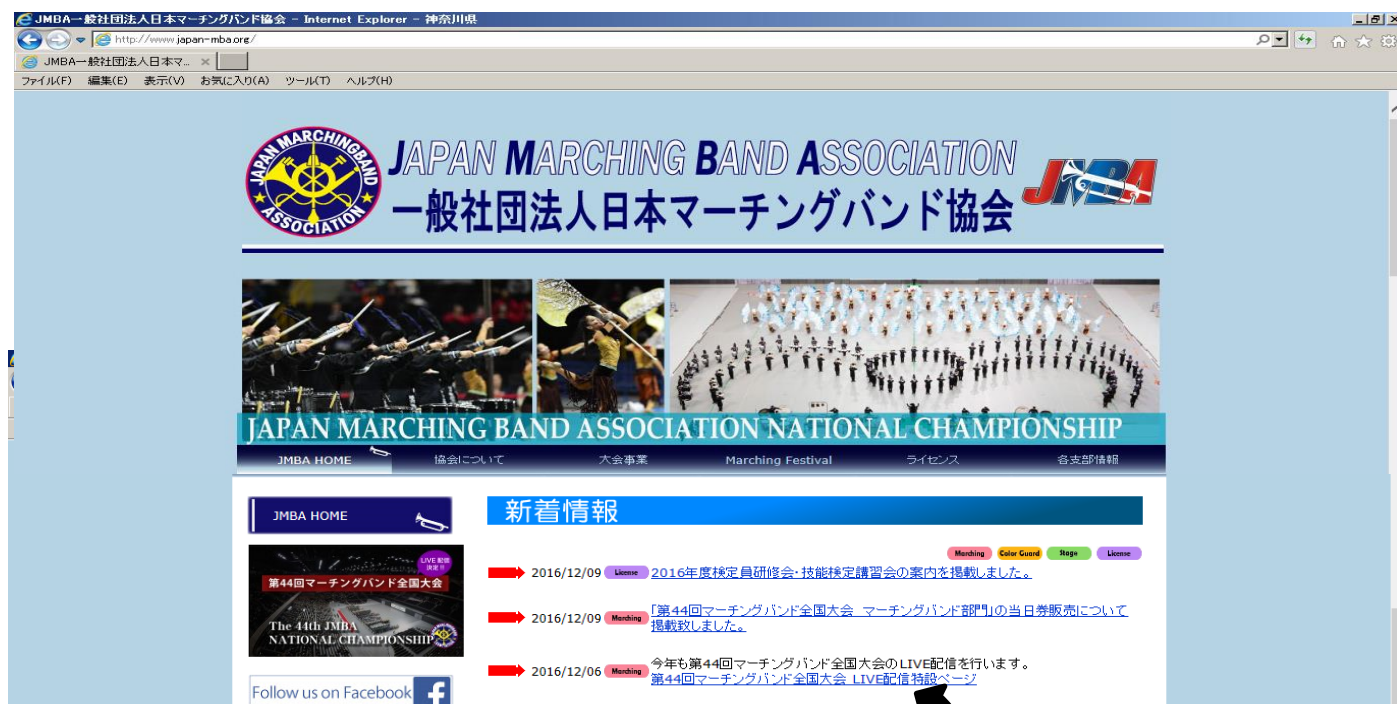 JMBA一般社団法人日本マーチングバンド協会 - Internet Explorer - 神奈川県
http://www.japan-mba.org/
JMBA一般社団法人日本マ...
ファイル(F) 編集(E) 表示(V) お気に入り(A) ツール(T) ヘルプ(H)
JAPAN MARCHINGBAND ASSOCIATION
JAPAN MARCHING BAND ASSOCIATION
一般社団法人日本マーチングバンド協会
JMBA
JAPAN MARCHING BAND ASSOCIATION NATIONAL CHAMPIONSHIP
JMBA HOME 協会について 大会事業 Marching Festival ライセンス 各支部情報
JMBA HOME
新着情報
Marching Color Guard Stage License
LIVE配信
決定!!
第44回マーチングバンド全国大会
The 44th JMBA
NATIONAL CHAMPIONSHIP
2016/12/09 License 2016年度検定員研修会・技能検定講習会の案内を掲載しました。
2016/12/09 Marching 「第44回マーチングバンド全国大会 マーチングバンド部門」の当日券販売について
掲載致しました。
2016/12/06 Marching 今年も第44回マーチングバンド全国大会のLIVE配信を行います。
第44回マーチングバンド全国大会 LIVE配信特設ページ
Follow us on Facebook